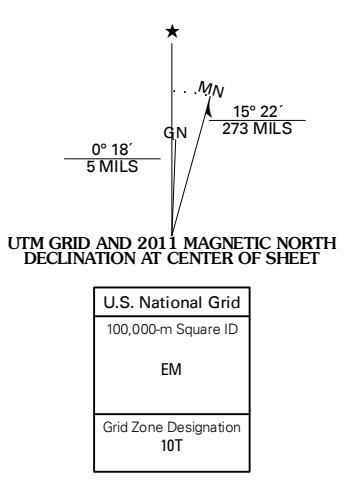 ★
MN
15° 22´
273 MILS
GN
0° 18´
5 MILS
UTM GRID AND 2011 MAGNETIC NORTH
DECLINATION AT CENTER OF SHEET
U.S. National Grid
100,000-m Square ID
EM
Grid Zone Designation
10T